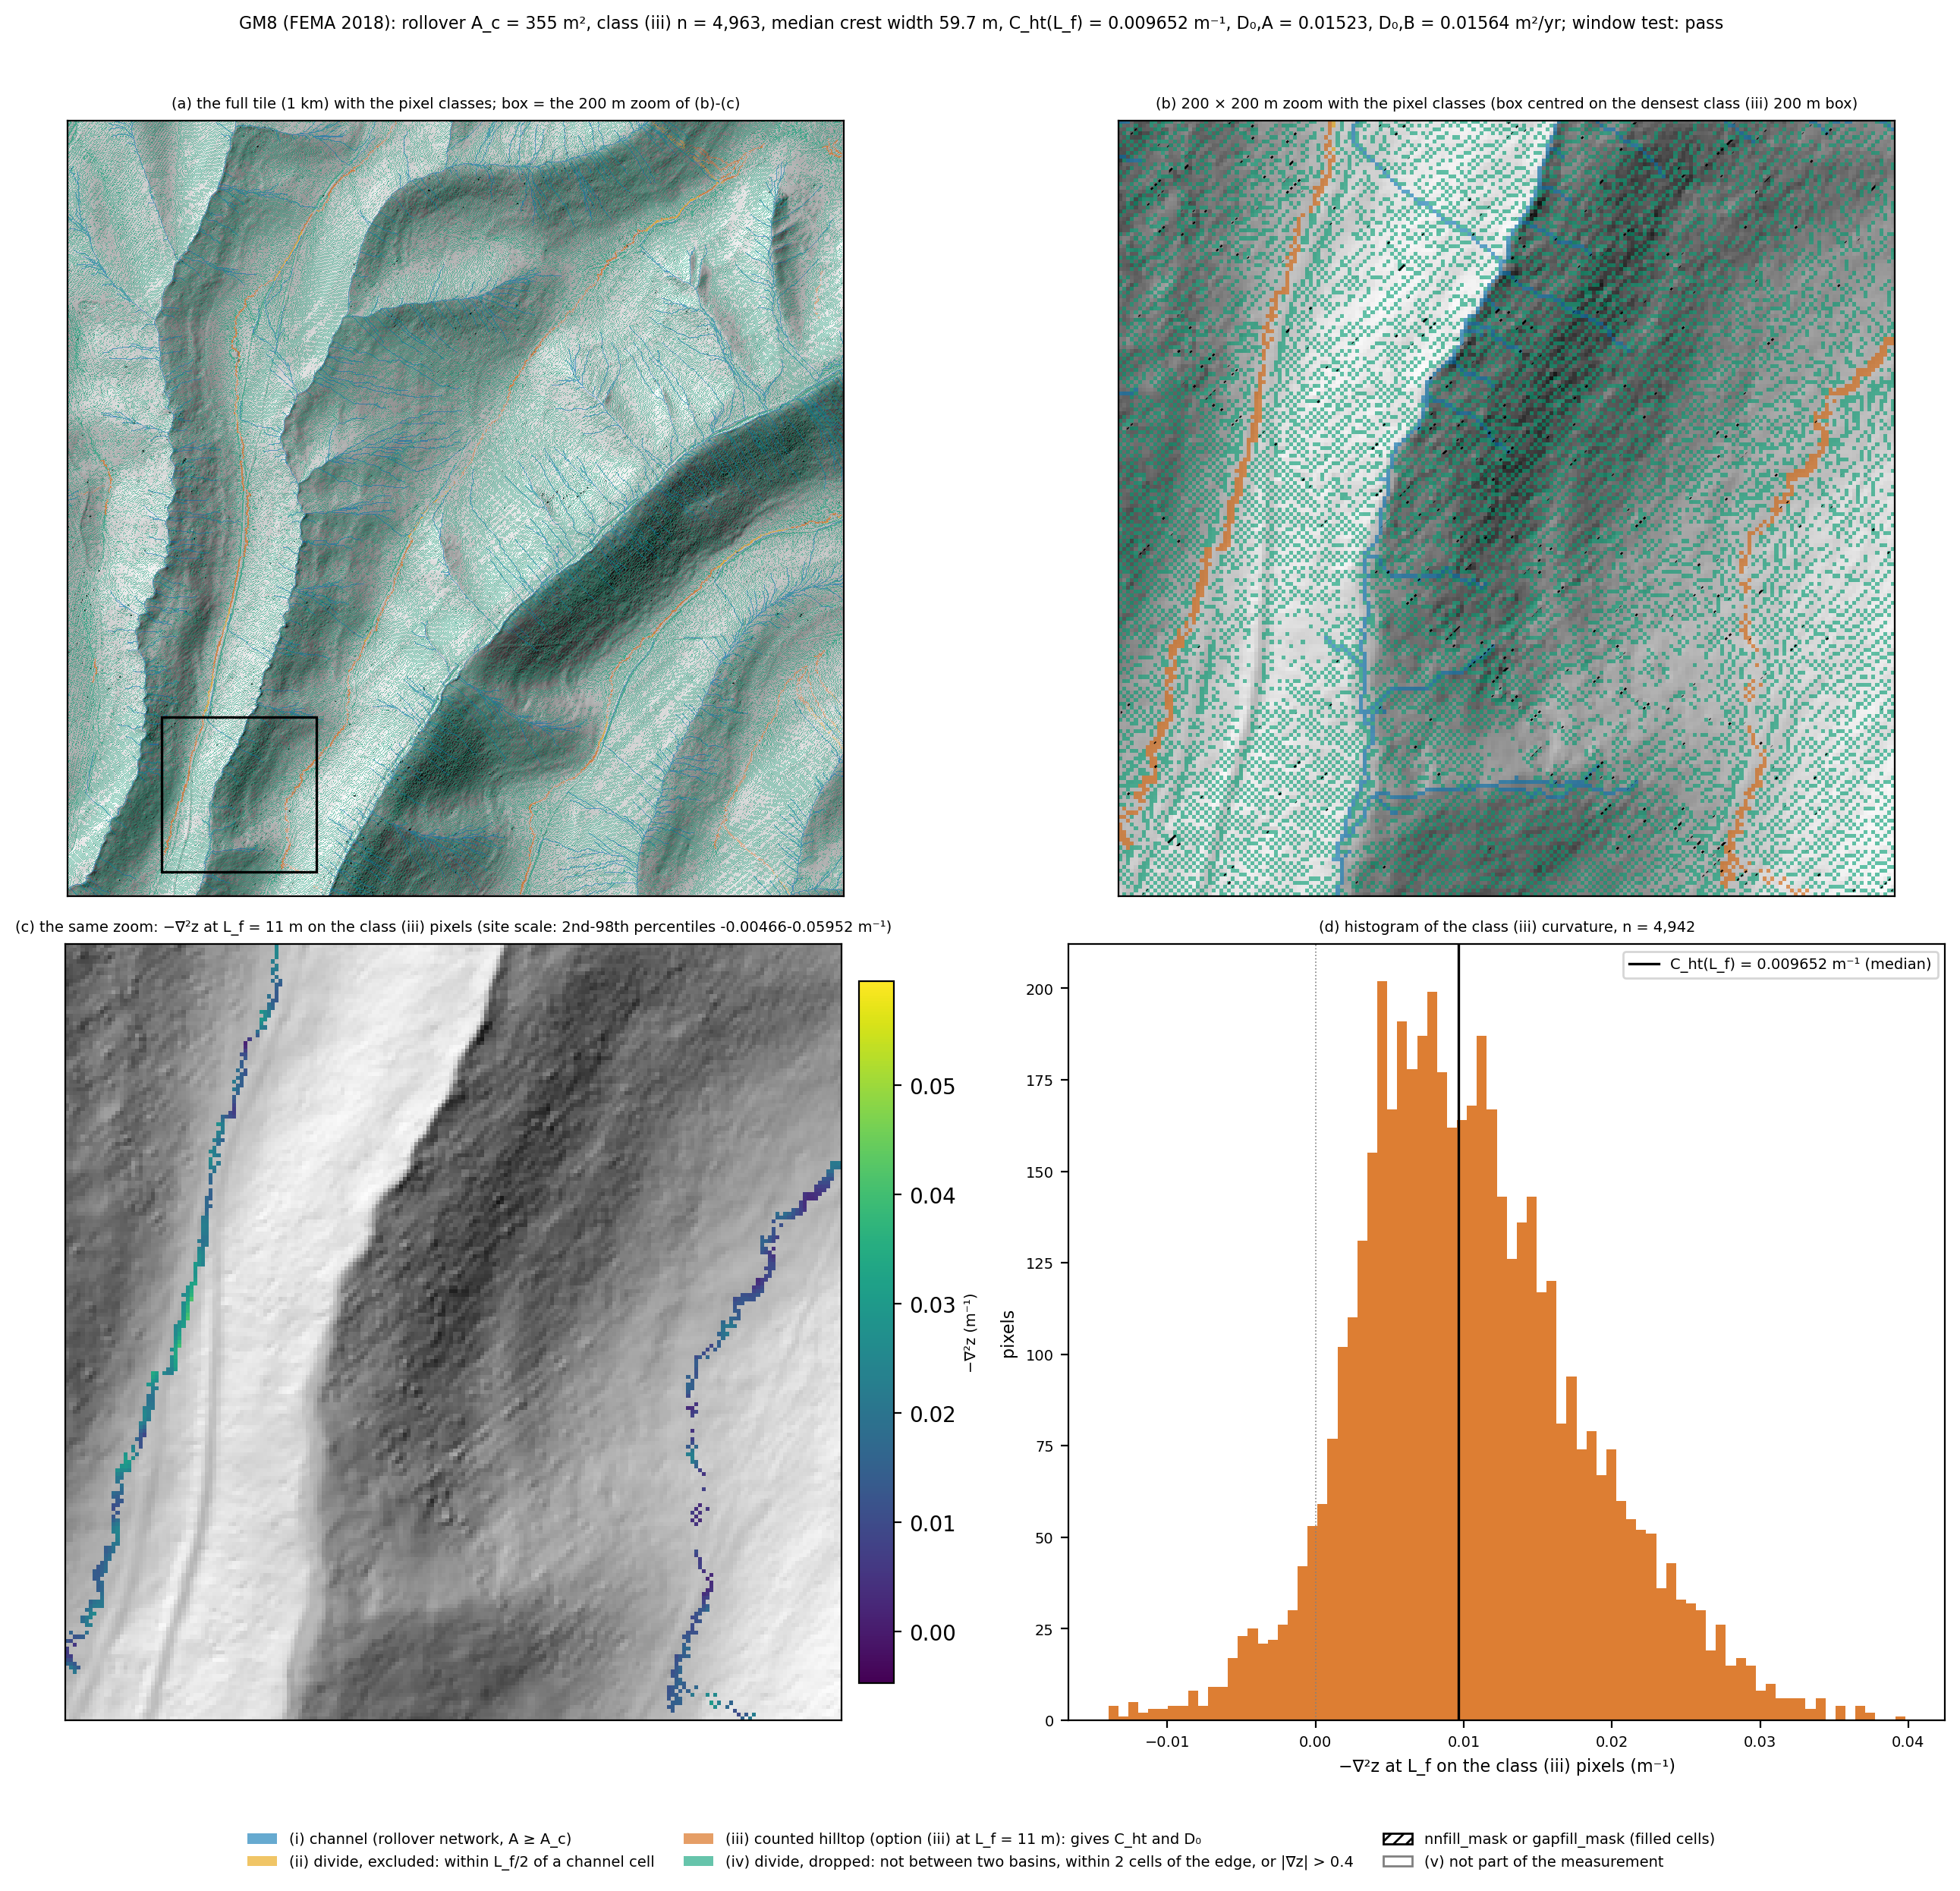 GM8 (FEMA 2018): rollover A_c = 355 m², class (iii) n = 4,963, median crest width 59.7 m, C_ht(L_f) = 0.009652 m⁻¹, D₀,A = 0.01523, D₀,B = 0.01564 m²/yr; window test: pass
(a) the full tile (1 km) with the pixel classes; box = the 200 m zoom of (b)-(c)
(b) 200 × 200 m zoom with the pixel classes (box centred on the densest class (iii) 200 m box)
(c) the same zoom: −∇²z at L_f = 11 m on the class (iii) pixels (site scale: 2nd-98th percentiles -0.00466-0.05952 m⁻¹)
0.05
0.04
0.03
0.02
0.01
0.00
−∇²z (m⁻¹)
(d) histogram of the class (iii) curvature, n = 4,942
C_ht(L_f) = 0.009652 m⁻¹ (median)
200
175
150
125
100
75
50
25
0
pixels
−0.01
0.00
0.01
0.02
0.03
0.04
−∇²z at L_f on the class (iii) pixels (m⁻¹)
(i) channel (rollover network, A ≥ A_c)
(ii) divide, excluded: within L_f/2 of a channel cell
(iii) counted hilltop (option (iii) at L_f = 11 m): gives C_ht and D₀
(iv) divide, dropped: not between two basins, within 2 cells of the edge, or |∇z| > 0.4
nnfill_mask or gapfill_mask (filled cells)
(v) not part of the measurement